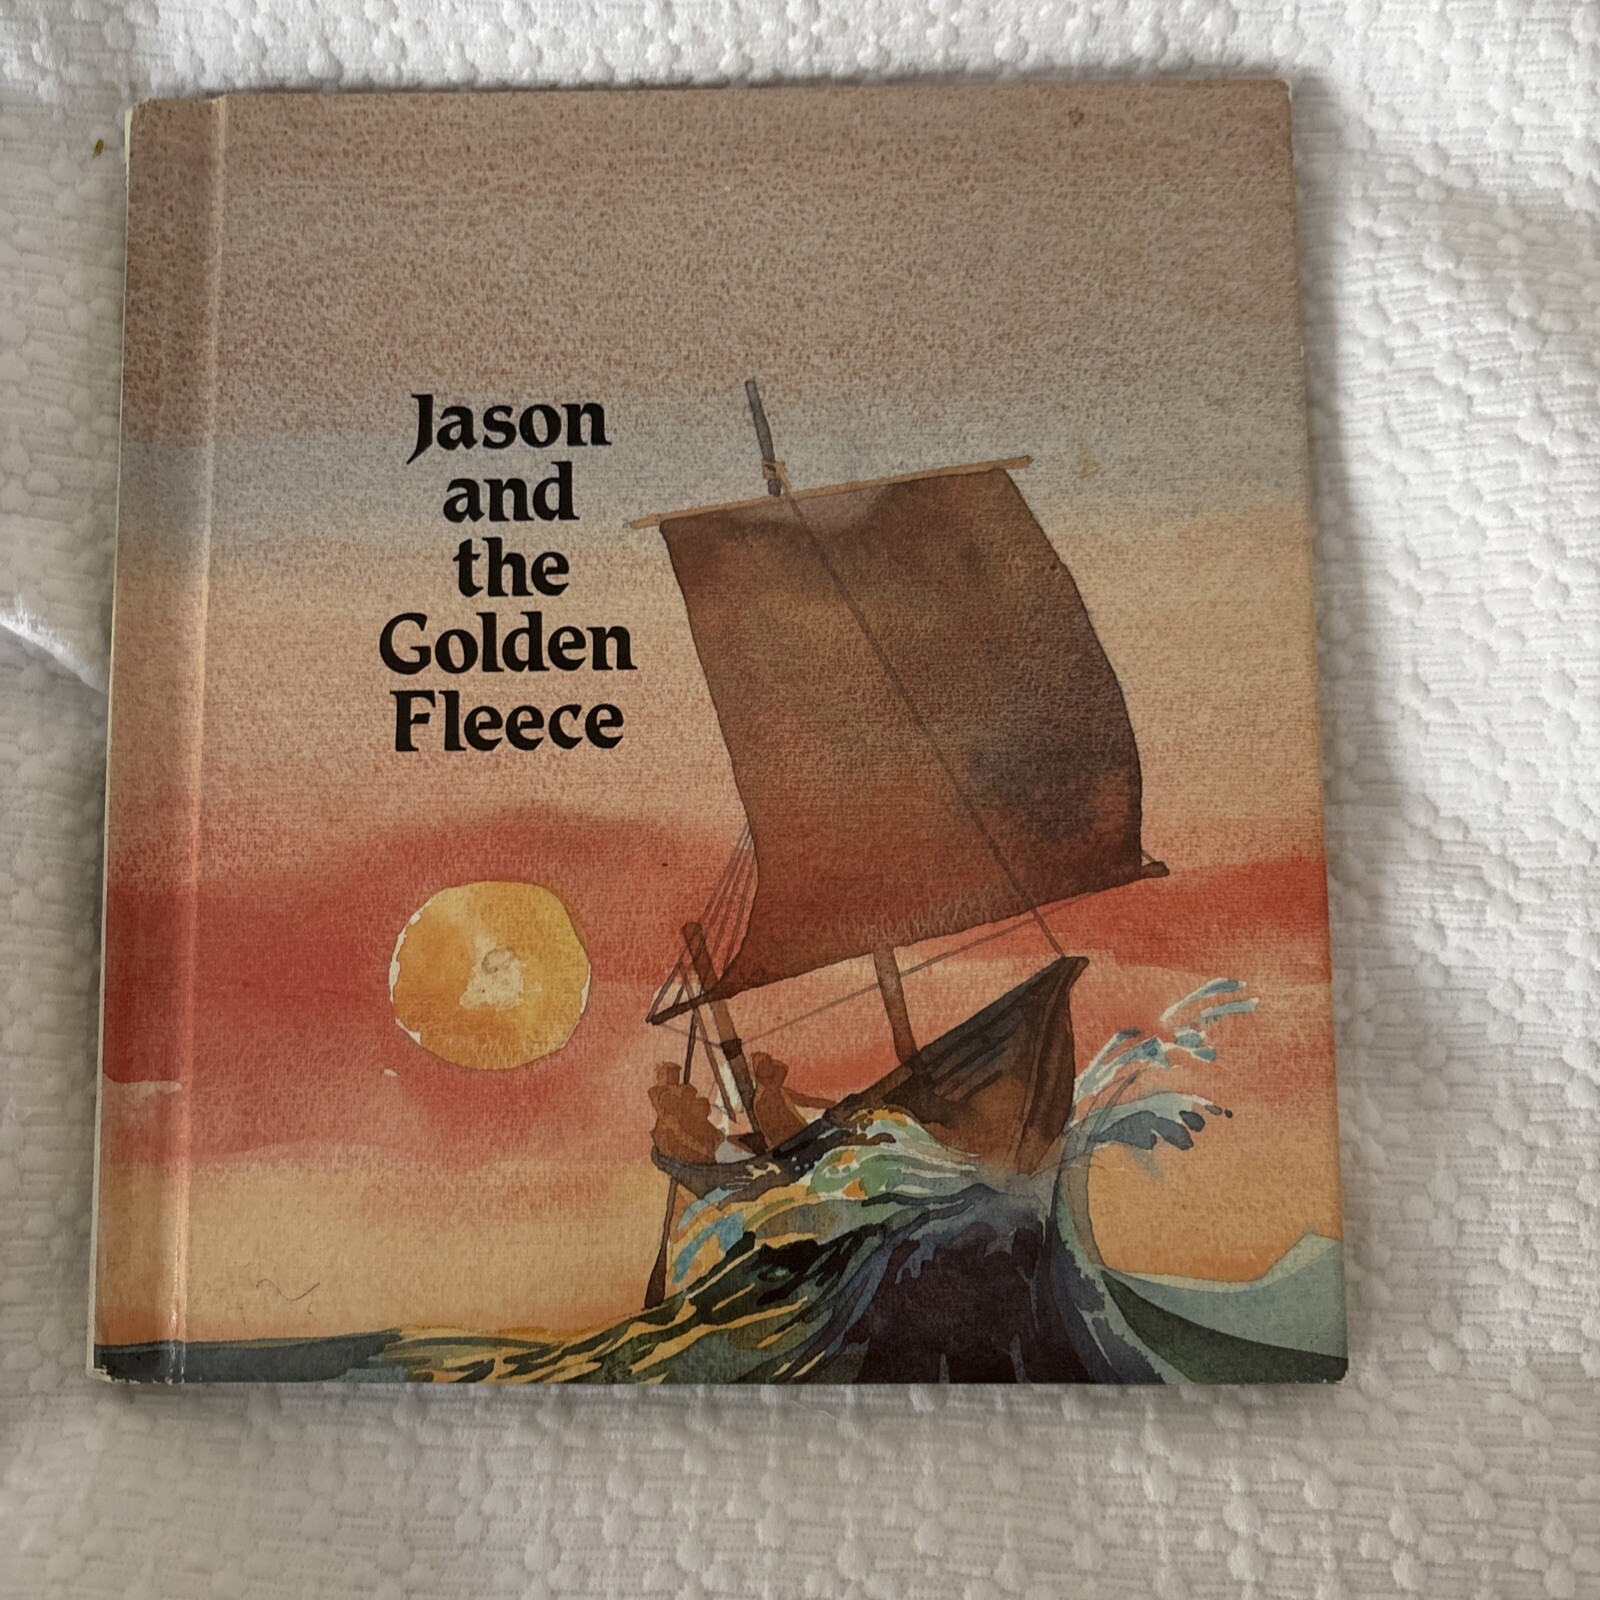 Jason
and
the
Golden
Fleece